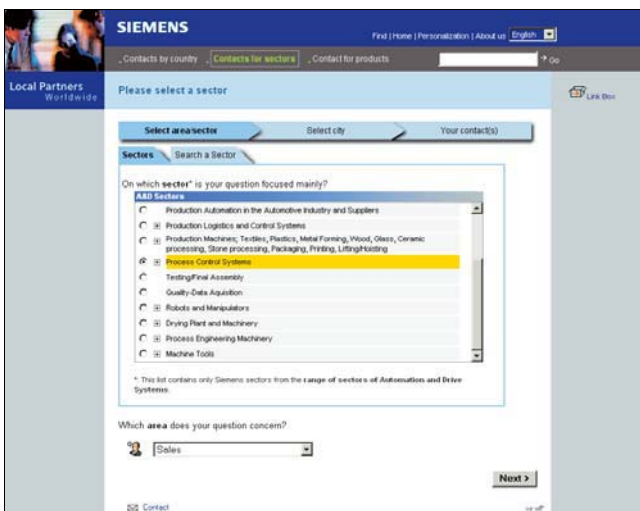 SIEMENS
Find | Home | Personalization | About us English
Contacts by country Contacts for sectors Contact for products Go
Local Partners
Worldwide
Please select a sector
Link Box
Select area/sector Select city Your contact(s)
Sectors Search a Sector
On which sector* is your question focused mainly?
A&D Sectors
Production Automation in the Automotive Industry and Suppliers
Production Logistics and Control Systems
Production Machines; Textiles, Plastics, Metal Forming, Wood, Glass, Ceramic
processing, Stone processing, Packaging, Printing, Lifting/Hoisting
Process Control Systems
Testing/Final Assembly
Quality-Data Aquisition
Robots and Manipulators
Drying Plant and Machinery
Process Engineering Machinery
Machine Tools
* This list contains only Siemens sectors from the range of sectors of Automation and Drive
Systems.
Which area does your question concern?
Sales
Next >
Contact